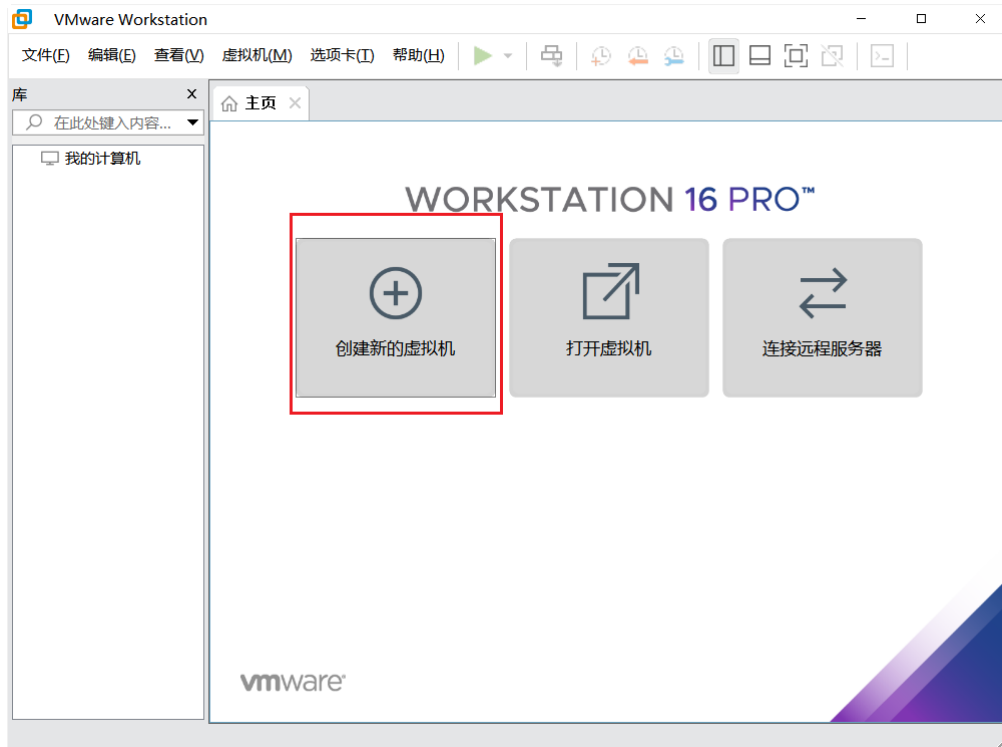 VMware Workstation
文件(F) 编辑(E) 查看(V) 虚拟机(M) 选项卡(T) 帮助(H)
库
主页
在此处键入内容...
我的计算机
WORKSTATION 16 PRO™
创建新的虚拟机 打开虚拟机 连接远程服务器
vmware®